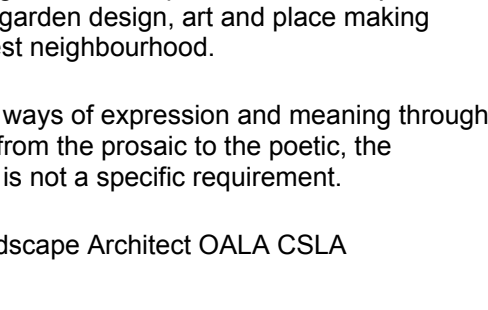 garden design, art and place making
st neighbourhood.
ways of expression and meaning through
from the prosaic to the poetic, the
is not a specific requirement.
dscape Architect OALA CSLA